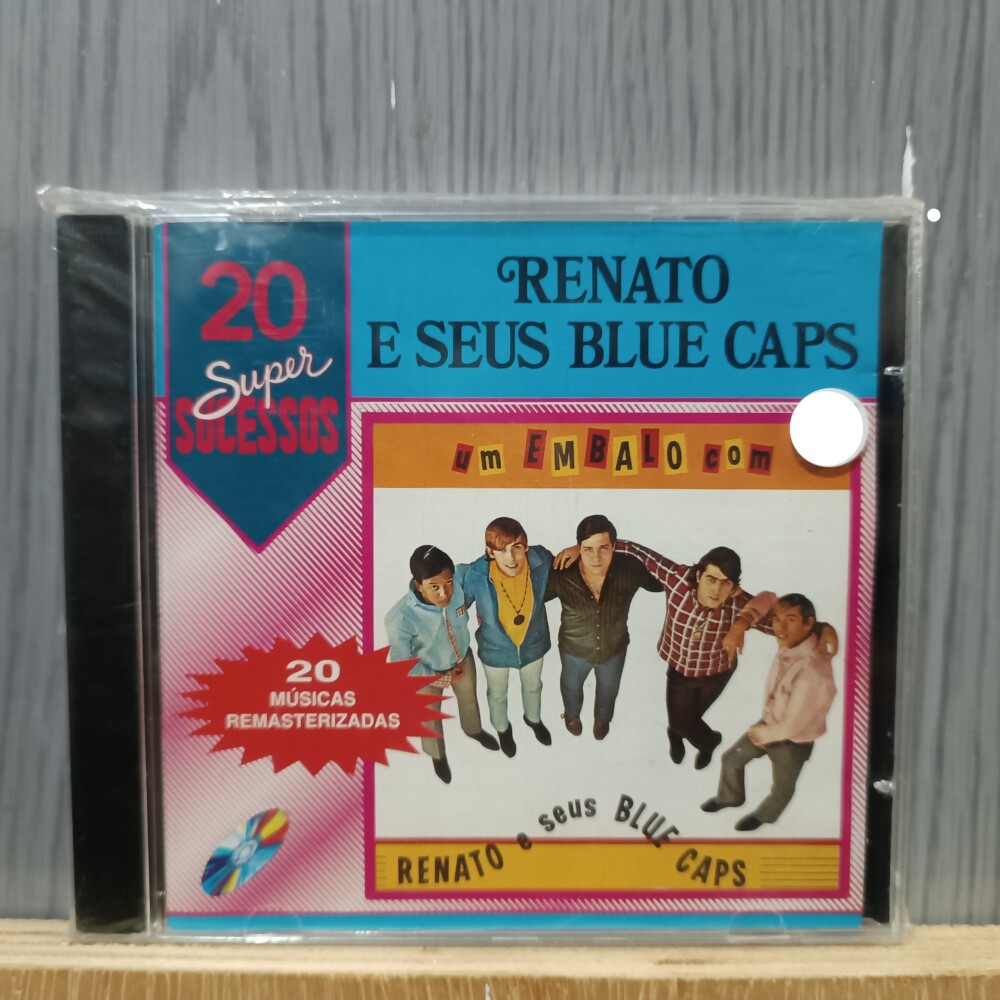 20
Super
SUCESSOS
RENATO
E SEUS BLUE CAPS
um EMBALO com
20
MÚSICAS
REMASTERIZADAS
RENATO e seus BLUE CAPS